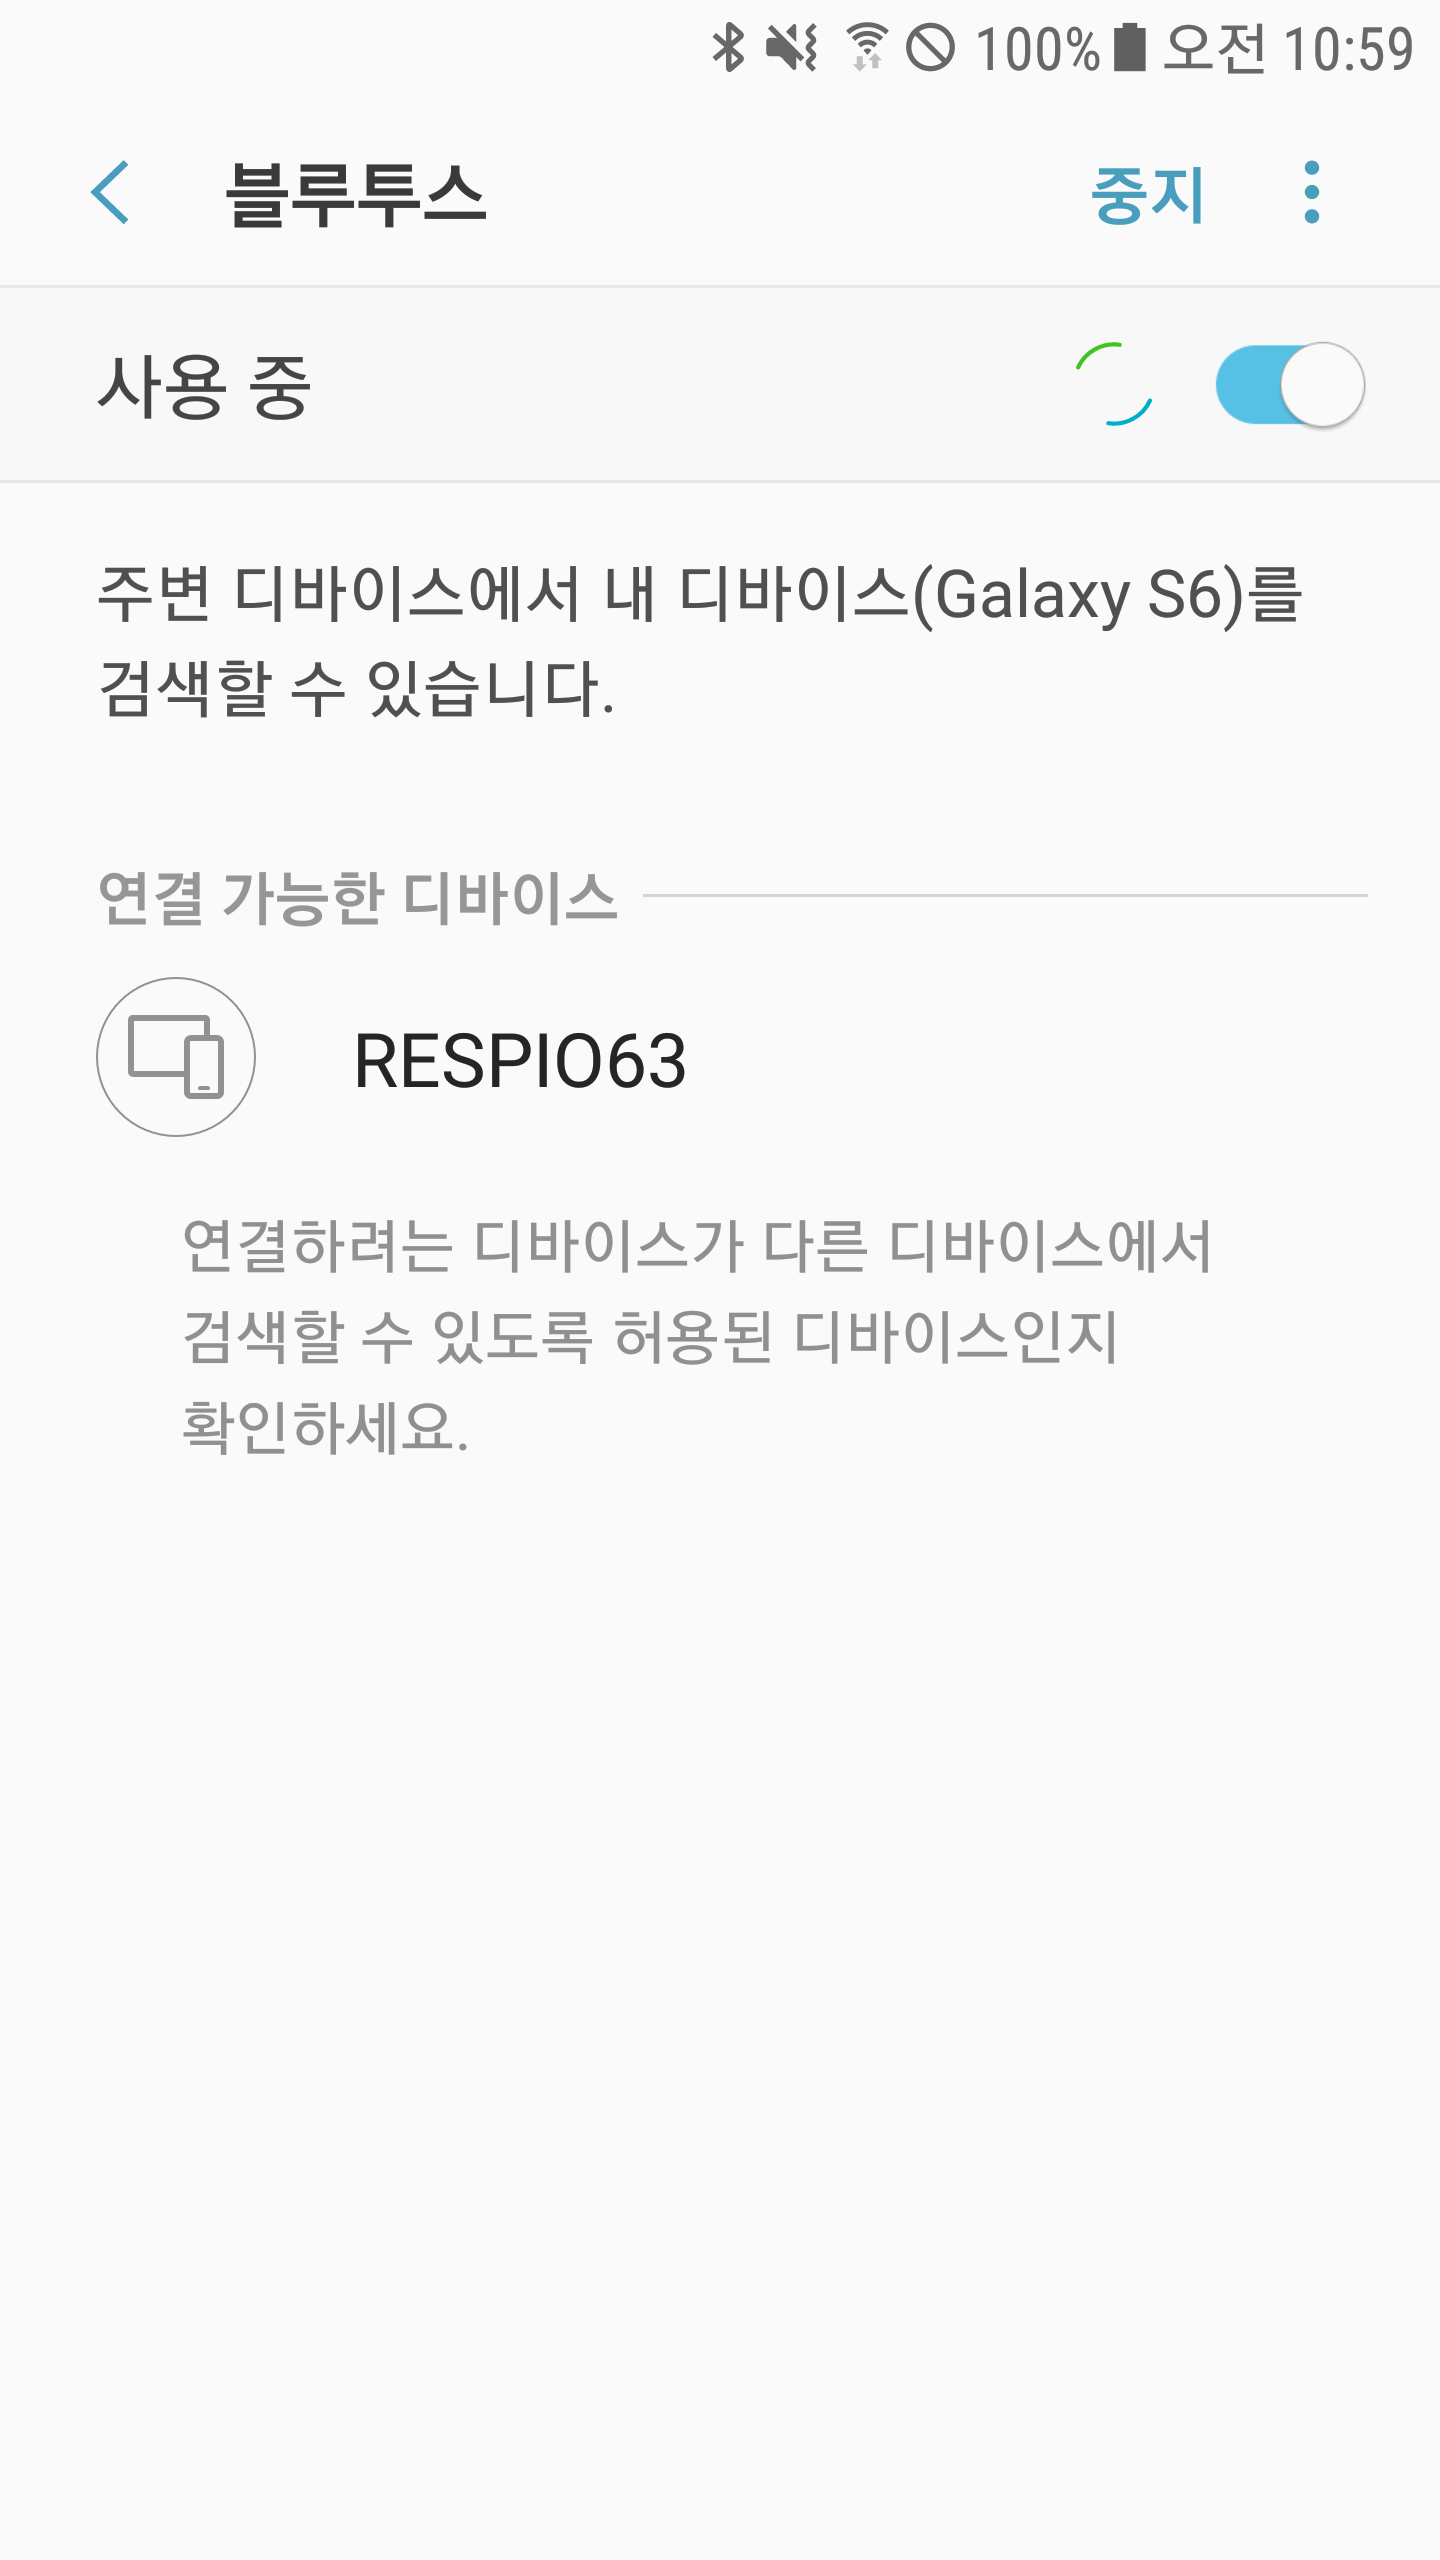 100% 오전 10:59
블루투스 중지
사용 중
주변 디바이스에서 내 디바이스(Galaxy S6)를
검색할 수 있습니다.
연결 가능한 디바이스
RESPIO63
연결하려는 디바이스가 다른 디바이스에서
검색할 수 있도록 허용된 디바이스인지
확인하세요.